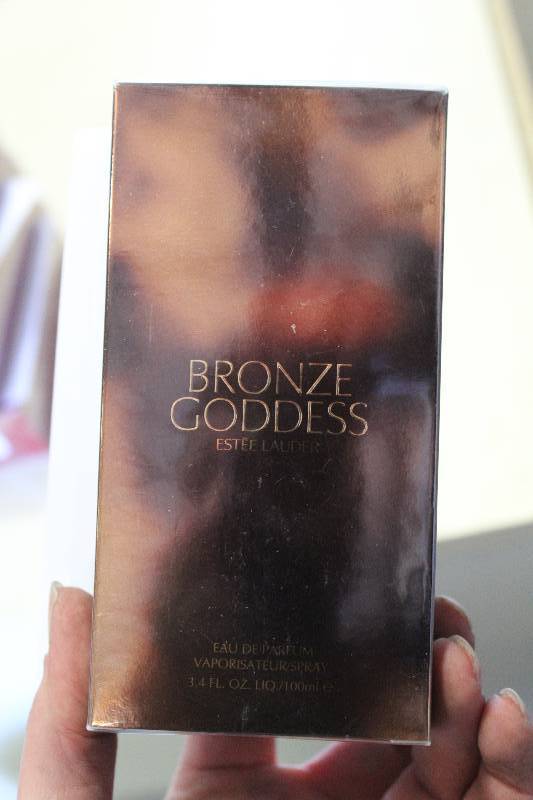 BRONZE
GODDESS
ESTĒE LAUDER
EAU DE PARFUM
VAPORISATEUR/SPRAY
3.4 FL. OZ. LIQ./100ml e